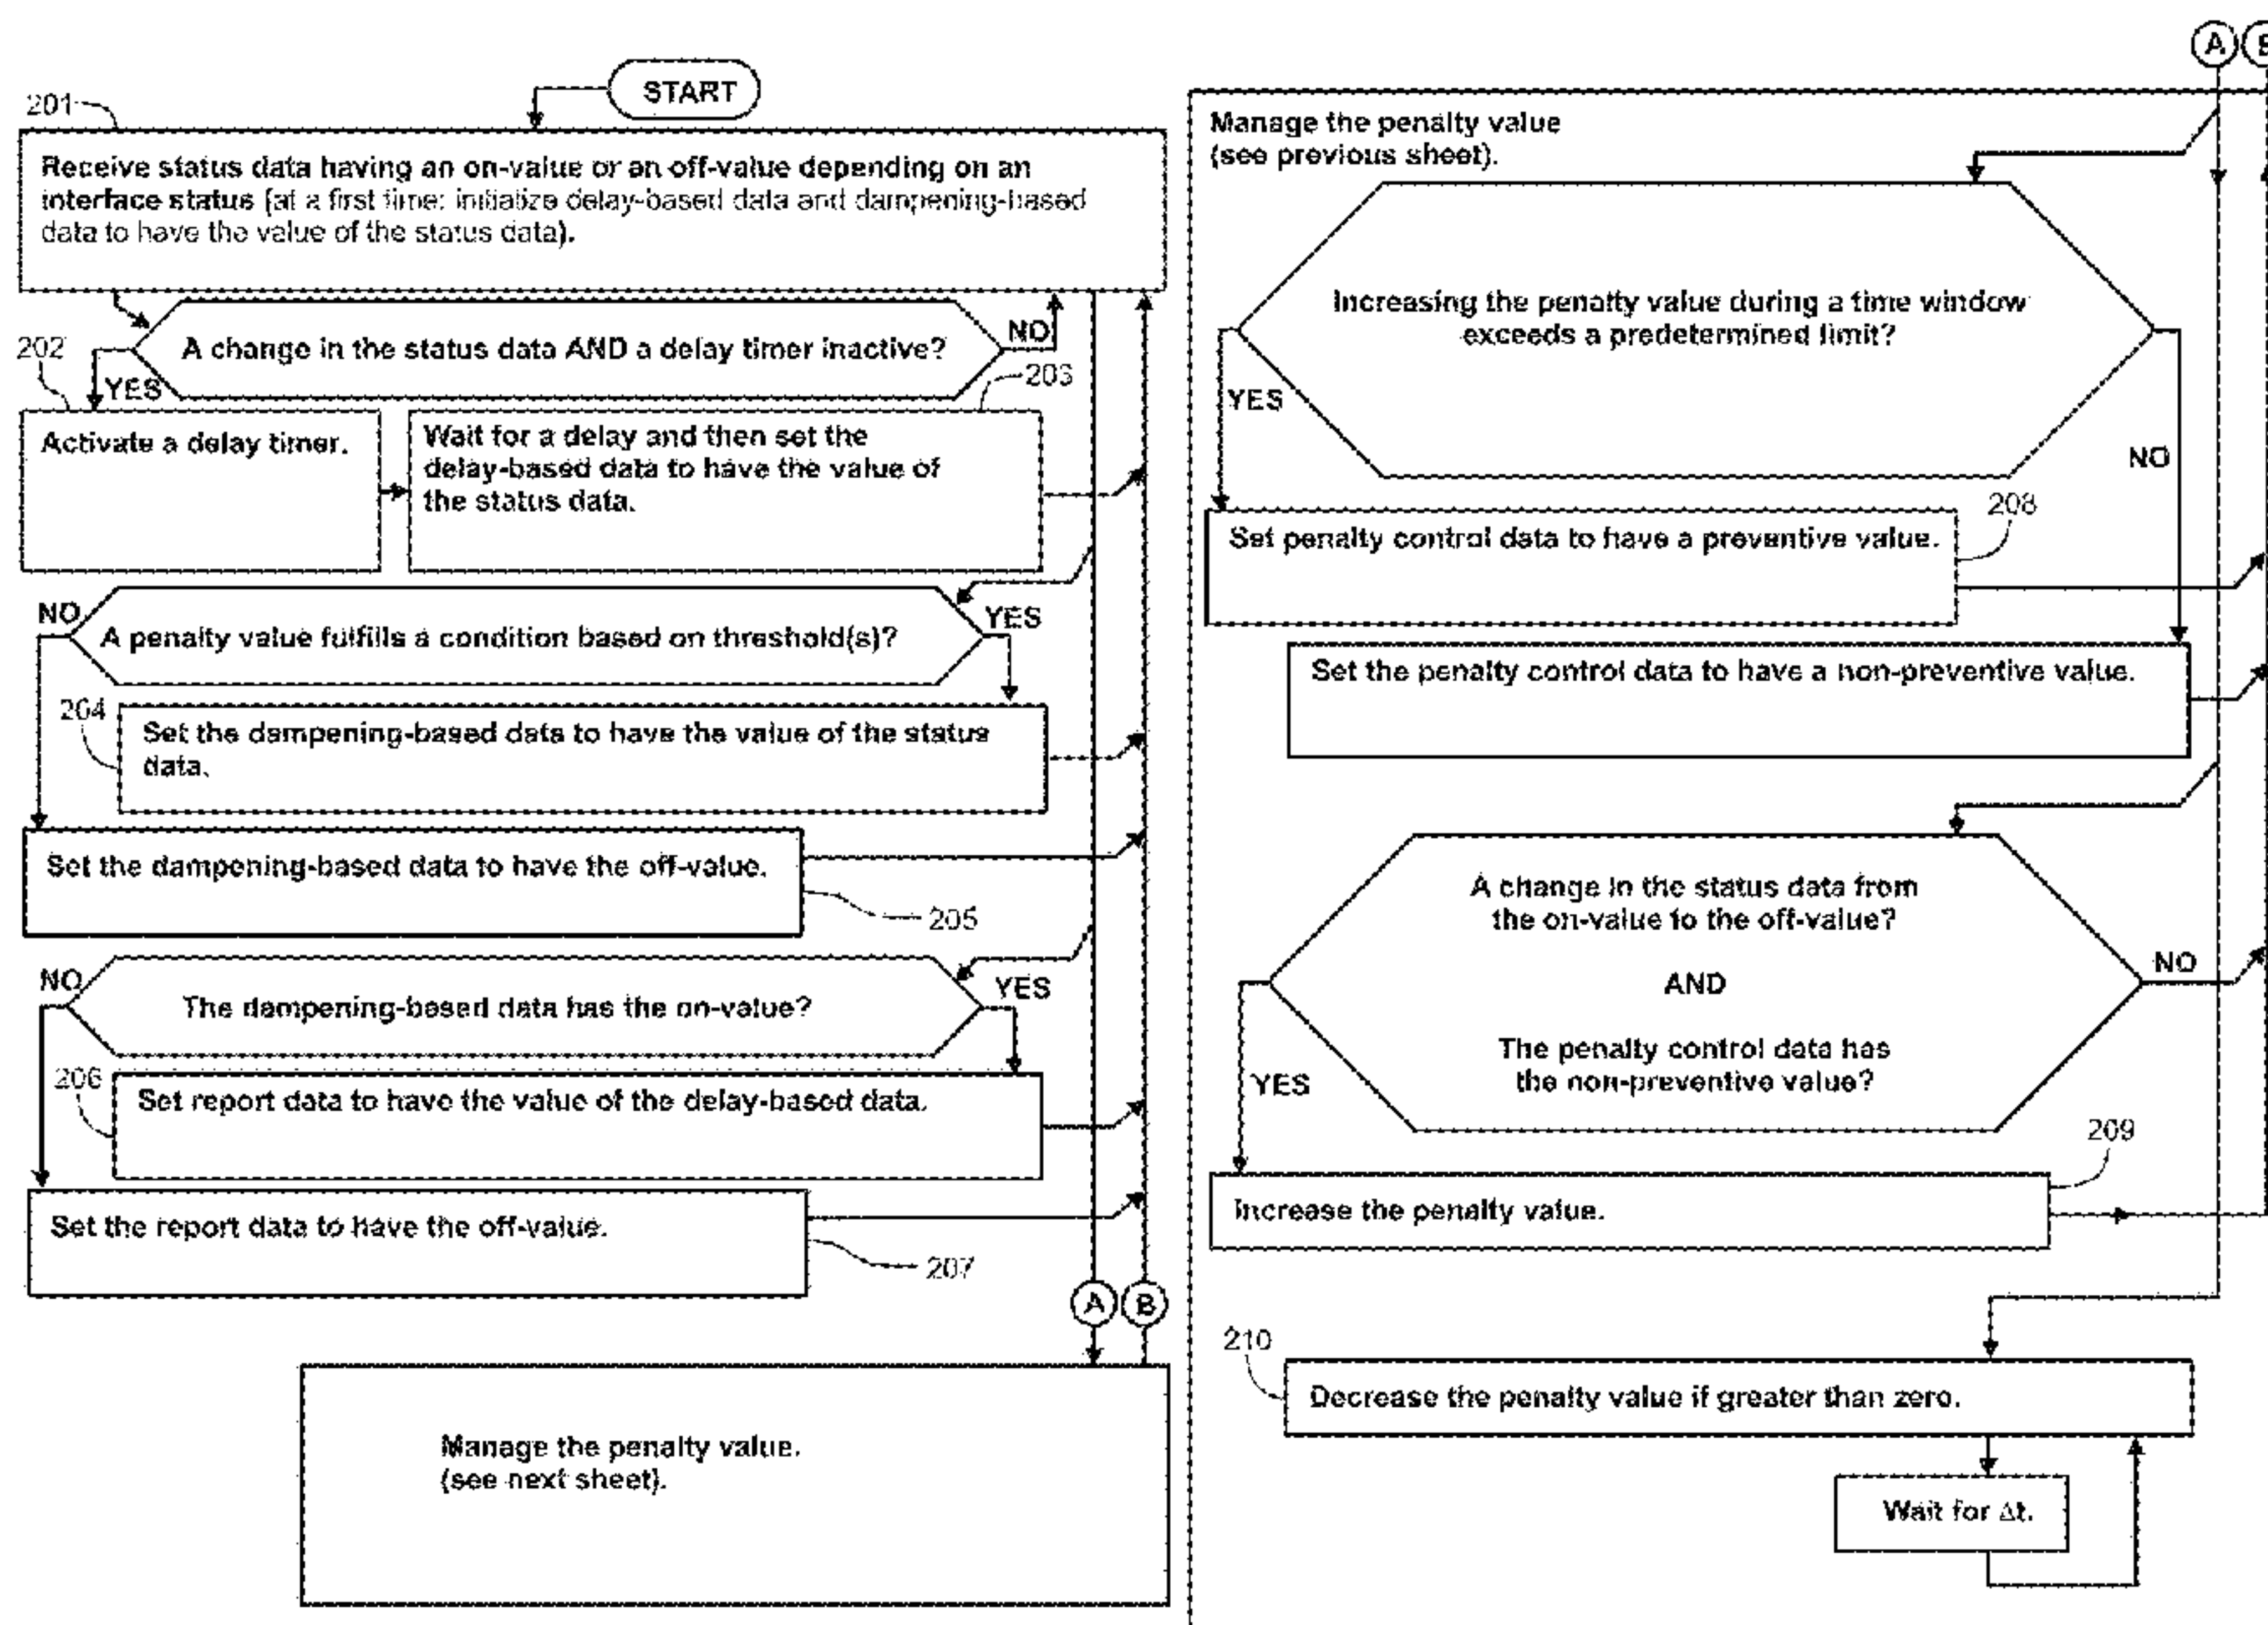 START
201
Receive status data having an on-value or an off-value depending on an
interface status (at a first time: initialize delay-based data and dampening-based
data to have the value of the status data).
A change in the status data AND a delay timer inactive?
NO
202
YES
203
Activate a delay timer.
Wait for a delay and then set the
delay-based data to have the value of
the status data.
NO
A penalty value fulfills a condition based on threshold(s)?
YES
204
Set the dampening-based data to have the value of the status
data.
Set the dampening-based data to have the off-value.
205
NO
The dampening-based data has the on-value?
YES
206
Set report data to have the value of the delay-based data.
Set the report data to have the off-value.
207
A B
Manage the penalty value.
(see next sheet).
A
Manage the penalty value
(see previous sheet).
Increasing the penalty value during a time window
exceeds a predetermined limit?
YES
NO
208
Set penalty control data to have a preventive value.
Set the penalty control data to have a non-preventive value.
A change in the status data from
the on-value to the off-value?
AND
The penalty control data has
the non-preventive value?
NO
YES
209
Increase the penalty value.
210
Decrease the penalty value if greater than zero.
Wait for Δt.